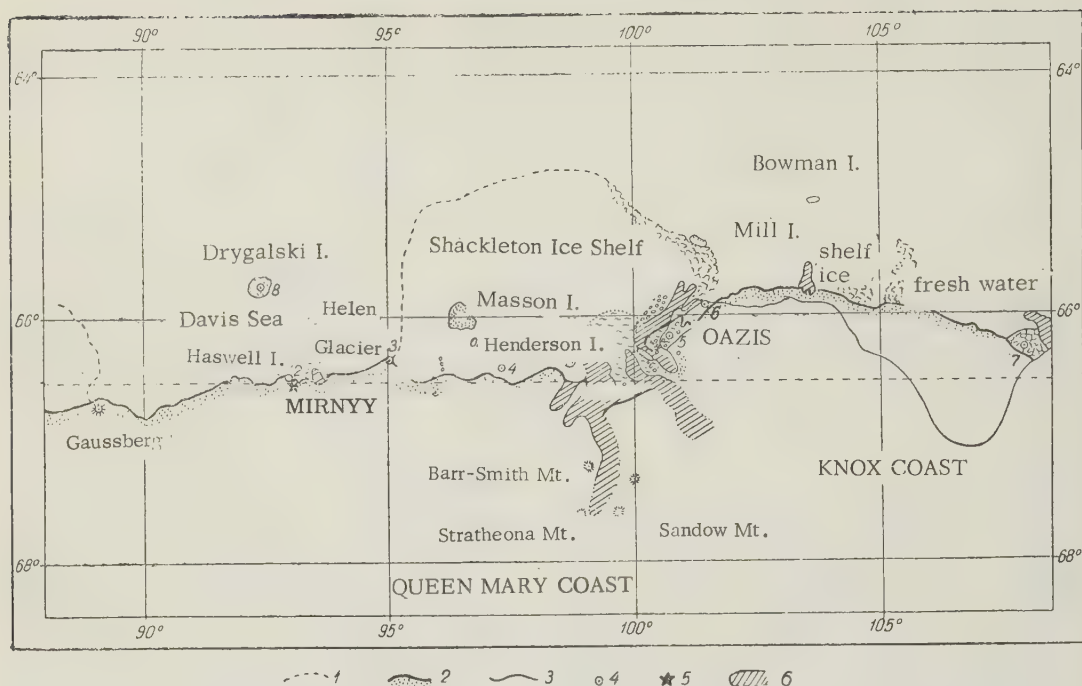 90° 95° 100° 105°
64° 64°
Bowman I.
Mill I.
Drygalski I. Shackleton Ice Shelf shelf
ice
8 fresh water
Helen Masson I.
66° 66°
Davis Sea 6 OAZIS
Haswell I. Glacier 3 Henderson I. 5
2 4 7
MIRNYY
Gaussberg
KNOX COAST
Barr-Smith Mt.
Stratheona Mt. Sandow Mt.
68° 68°
QUEEN MARY COAST
90° 95° 100° 105°
1 2 3 4 5 6